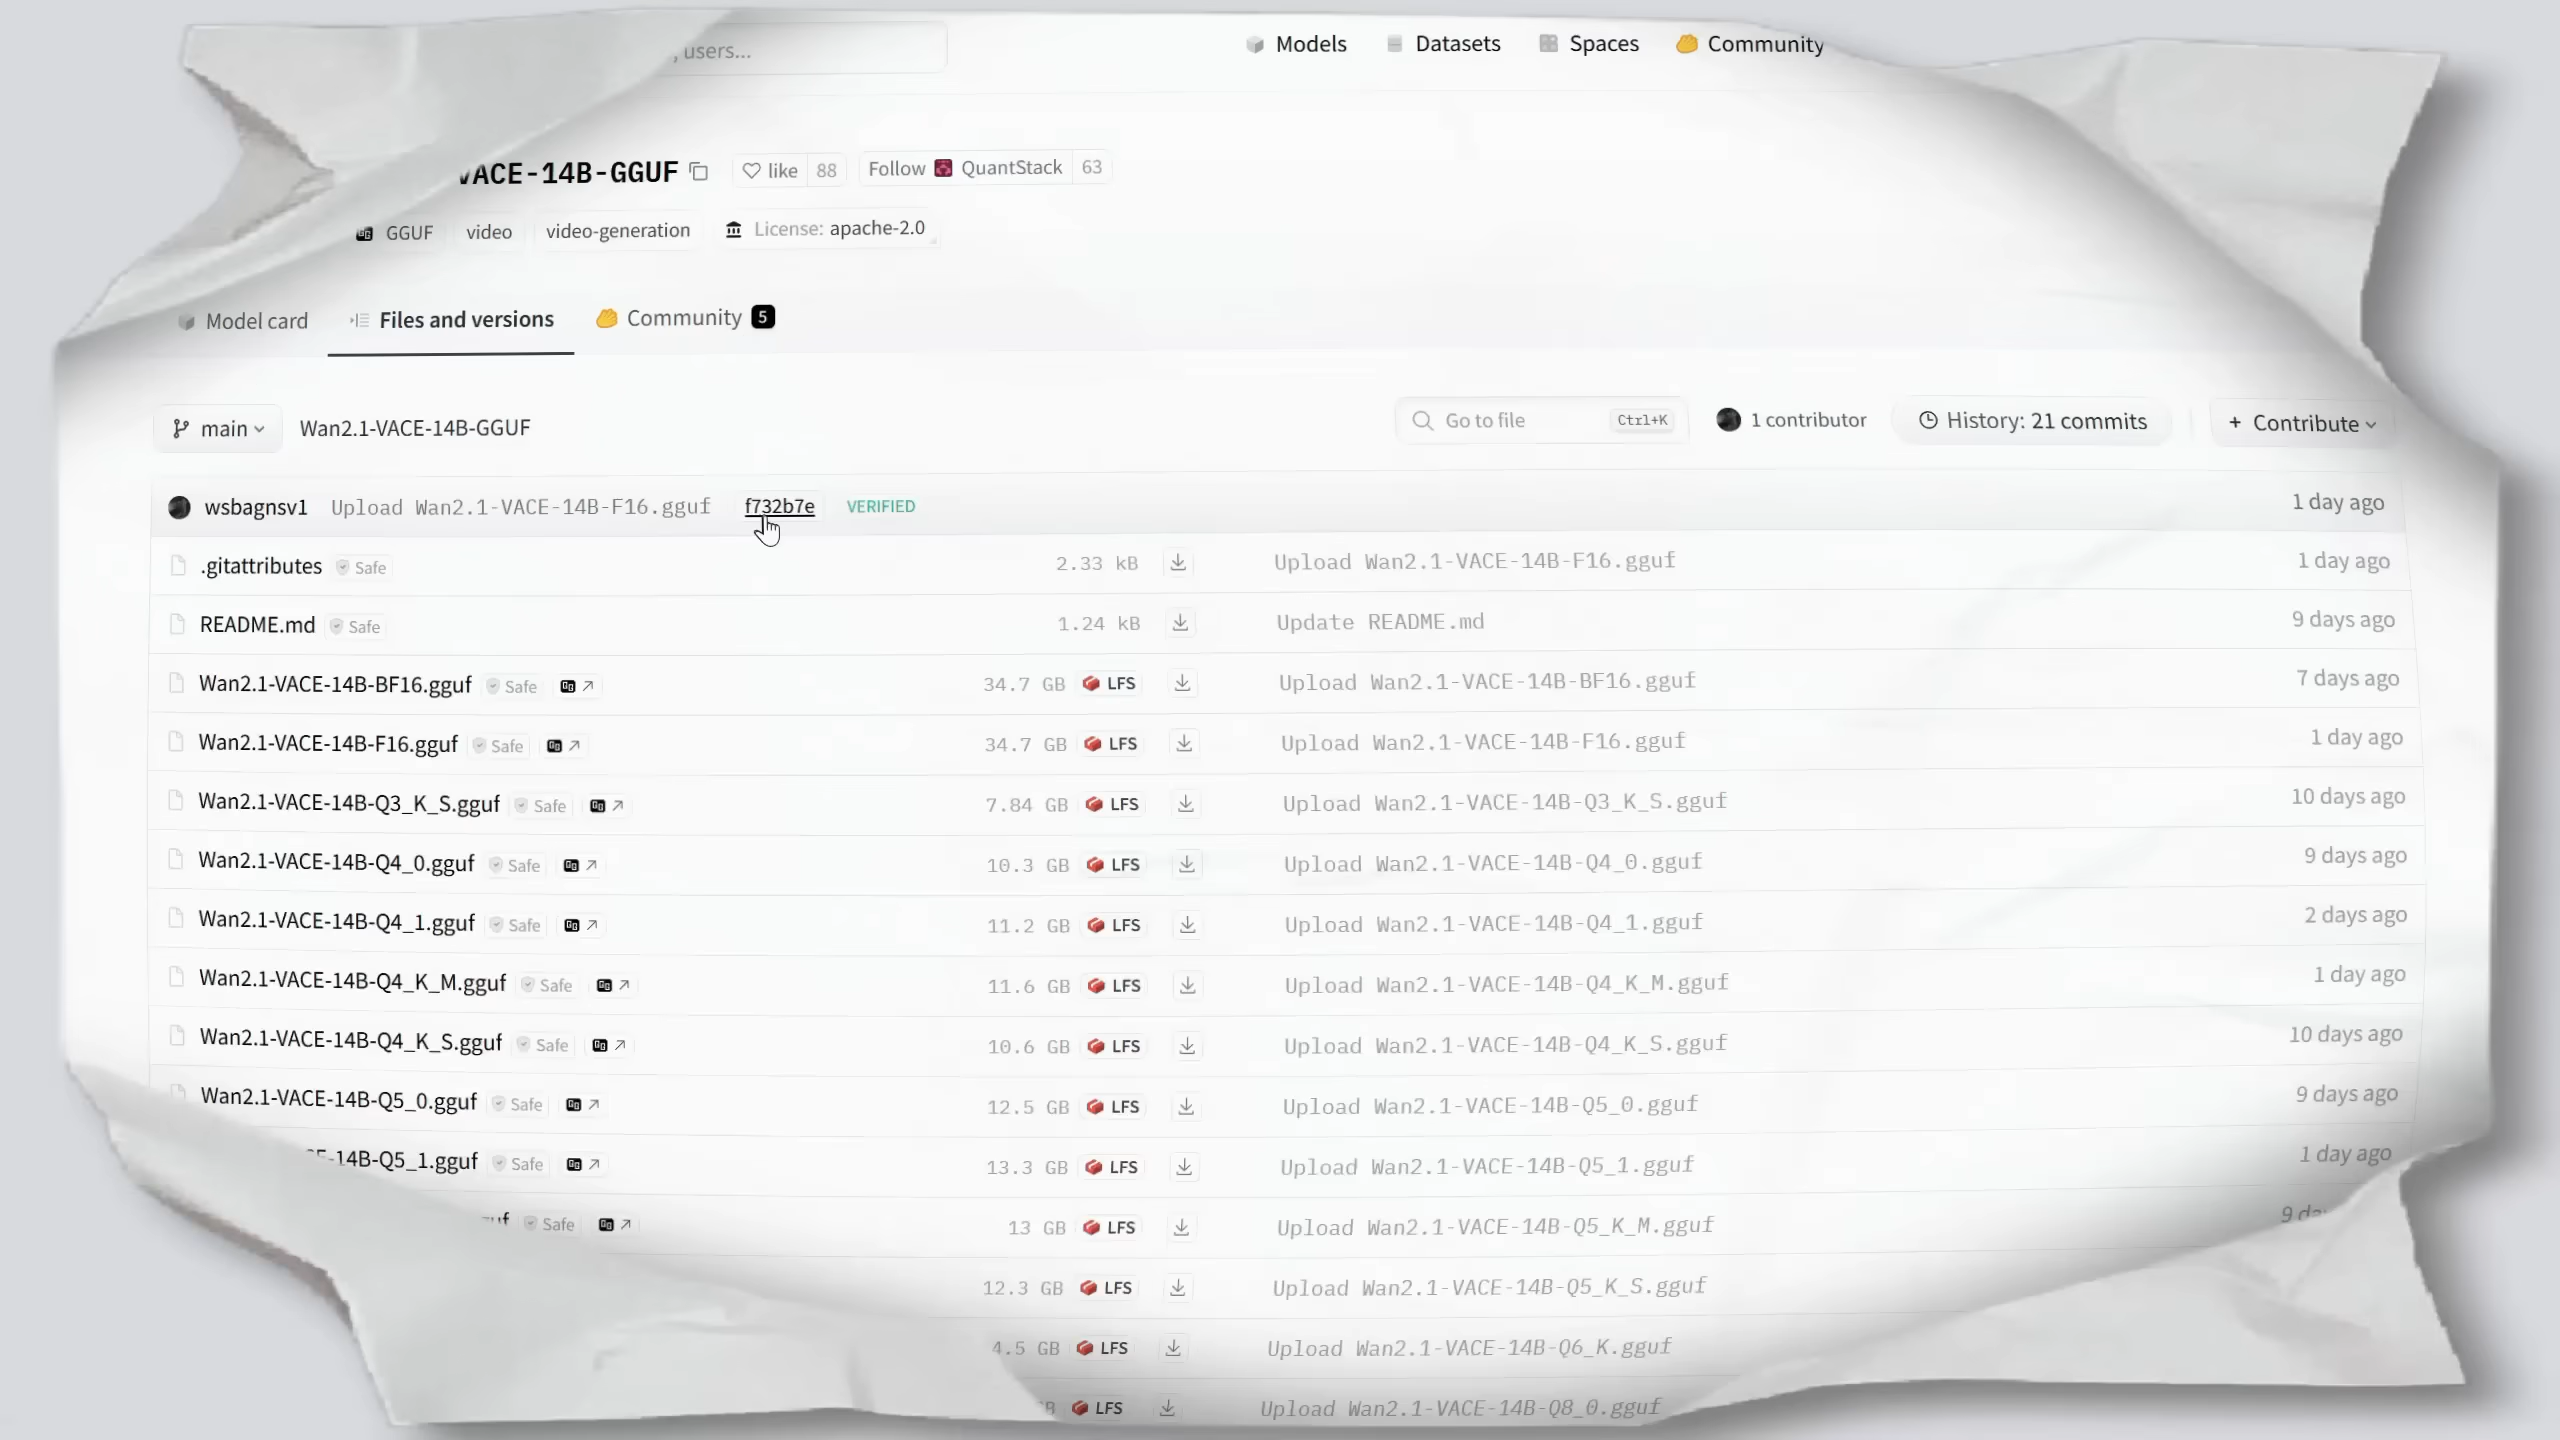 users...
Models Datasets Spaces Community
VACE-14B-GGUF like 88 Follow QuantStack 63
GGUF video video-generation License: apache-2.0
Model card Files and versions Community 5
main Wan2.1-VACE-14B-GGUF Go to file Ctrl+K 1 contributor History: 21 commits + Contribute
wsbagnsv1 Upload Wan2.1-VACE-14B-F16.gguf f732b7e VERIFIED 1 day ago
.gitattributes Safe 2.33 kB Upload Wan2.1-VACE-14B-F16.gguf 1 day ago
README.md Safe 1.24 kB Update README.md 9 days ago
Wan2.1-VACE-14B-BF16.gguf Safe 34.7 GB LFS Upload Wan2.1-VACE-14B-BF16.gguf 7 days ago
Wan2.1-VACE-14B-F16.gguf Safe 34.7 GB LFS Upload Wan2.1-VACE-14B-F16.gguf 1 day ago
Wan2.1-VACE-14B-Q3_K_S.gguf Safe 7.84 GB LFS Upload Wan2.1-VACE-14B-Q3_K_S.gguf 10 days ago
Wan2.1-VACE-14B-Q4_0.gguf Safe 10.3 GB LFS Upload Wan2.1-VACE-14B-Q4_0.gguf 9 days ago
Wan2.1-VACE-14B-Q4_1.gguf Safe 11.2 GB LFS Upload Wan2.1-VACE-14B-Q4_1.gguf 2 days ago
Wan2.1-VACE-14B-Q4_K_M.gguf Safe 11.6 GB LFS Upload Wan2.1-VACE-14B-Q4_K_M.gguf 1 day ago
Wan2.1-VACE-14B-Q4_K_S.gguf Safe 10.6 GB LFS Upload Wan2.1-VACE-14B-Q4_K_S.gguf 10 days ago
Wan2.1-VACE-14B-Q5_0.gguf Safe 12.5 GB LFS Upload Wan2.1-VACE-14B-Q5_0.gguf 9 days ago
-14B-Q5_1.gguf Safe 13.3 GB LFS Upload Wan2.1-VACE-14B-Q5_1.gguf 1 day ago
Safe 13 GB LFS Upload Wan2.1-VACE-14B-Q5_K_M.gguf 9
12.3 GB LFS Upload Wan2.1-VACE-14B-Q5_K_S.gguf
4.5 GB LFS Upload Wan2.1-VACE-14B-Q6_K.gguf
LFS Upload Wan2.1-VACE-14B-Q8_0.gguf